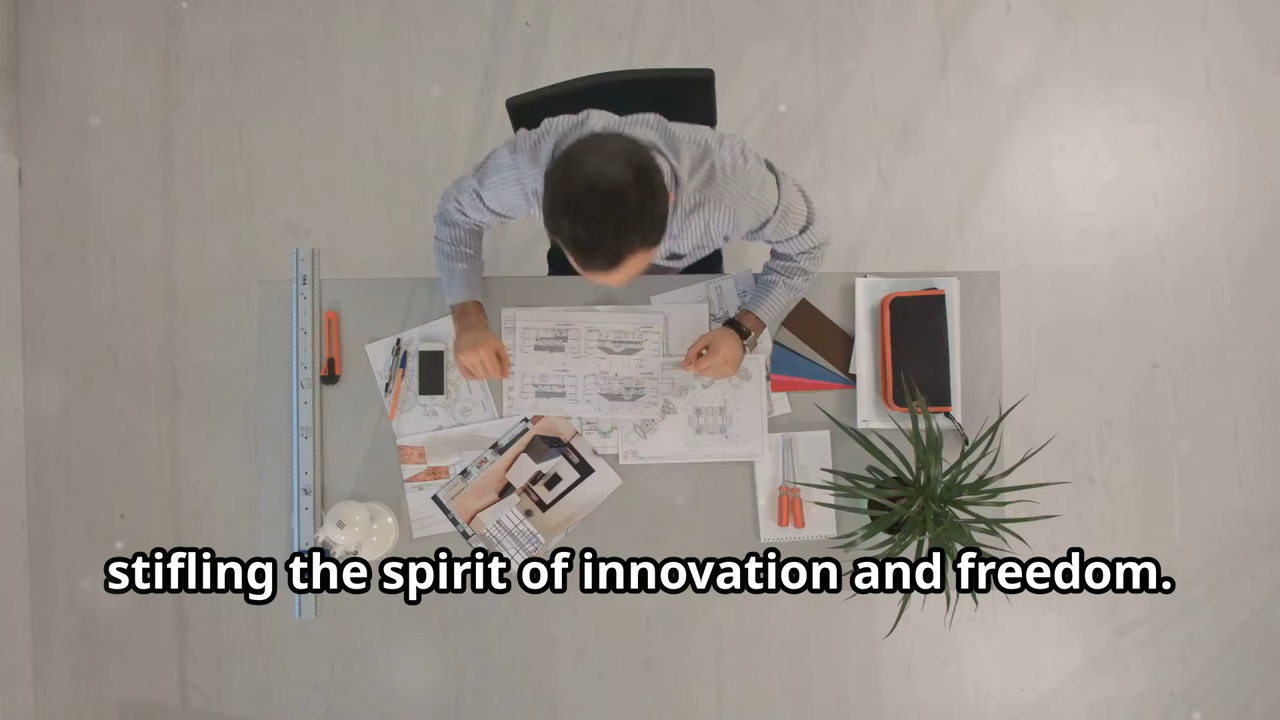 stifling the spirit of innovation and freedom.